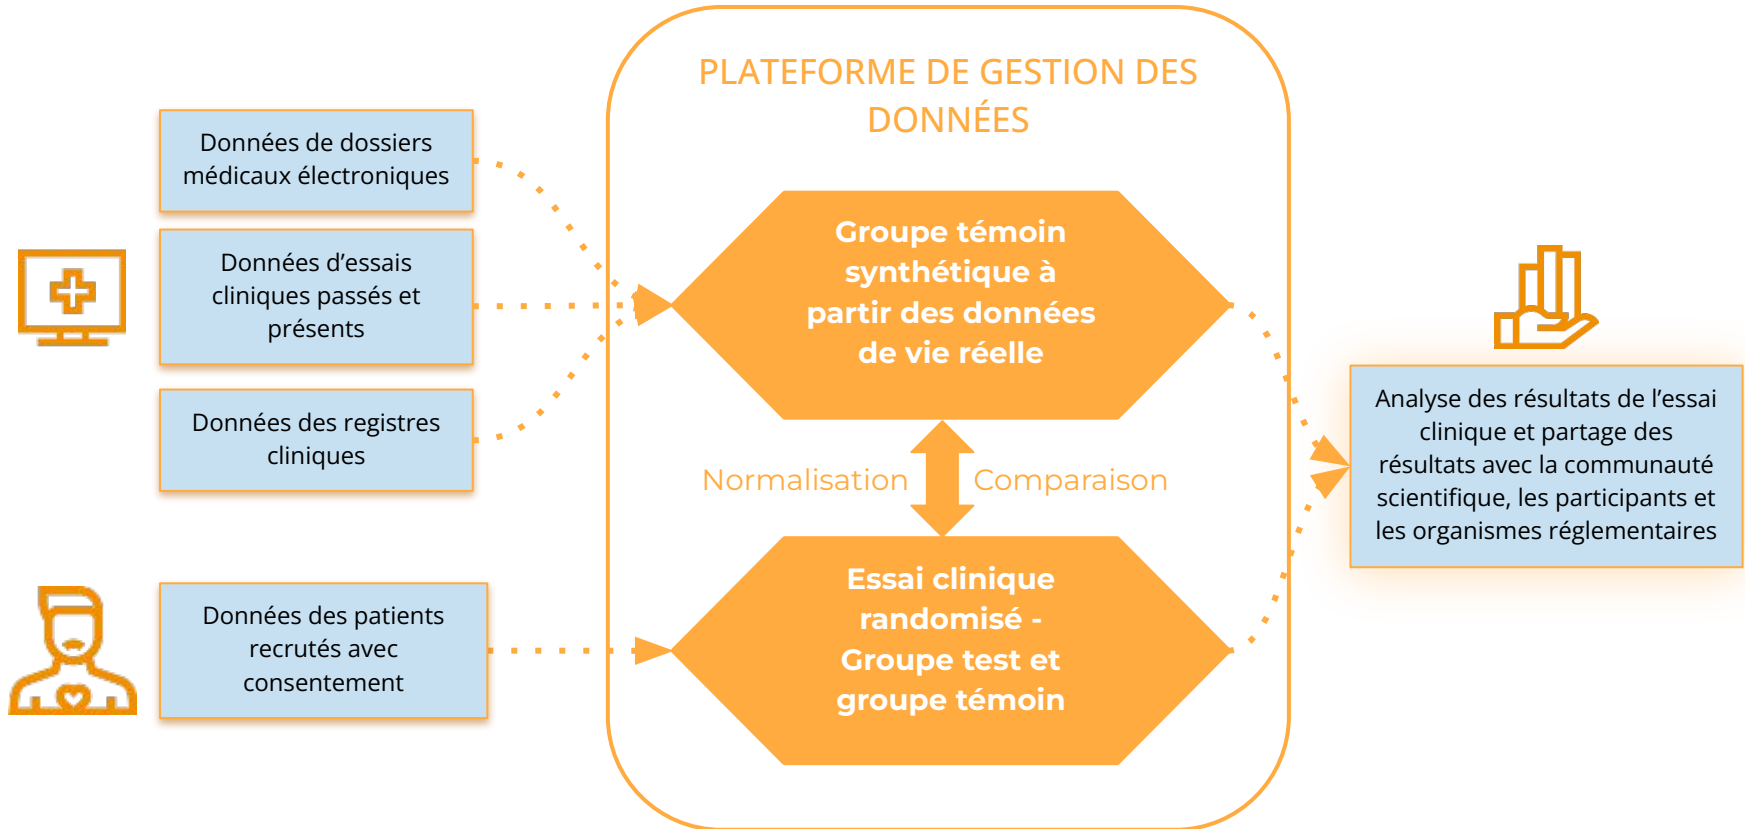 PLATEFORME DE GESTION DES
DONNÉES
Données de dossiers
médicaux électroniques
Données d'essais
cliniques passés et
présents
Données des registres
cliniques
Données des patients
recrutés avec
consentement
Groupe témoin
synthétique à
partir des données
de vie réelle
Normalisation
Comparaison
Essai clinique
randomisé -
Groupe test et
groupe témoin
Analyse des résultats de l’essai
clinique et partage des
résultats avec la communauté
scientifique, les participants et
les organismes réglementaires